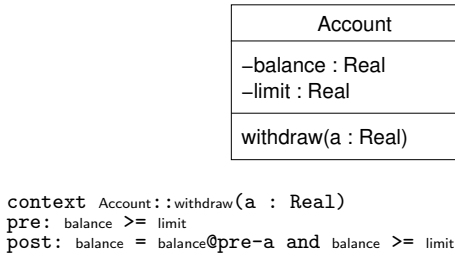 Account
–balance : Real
–limit : Real
withdraw(a : Real)
context Account::withdraw(a : Real)
pre: balance >= limit
post: balance = balance@pre-a and balance >= limit